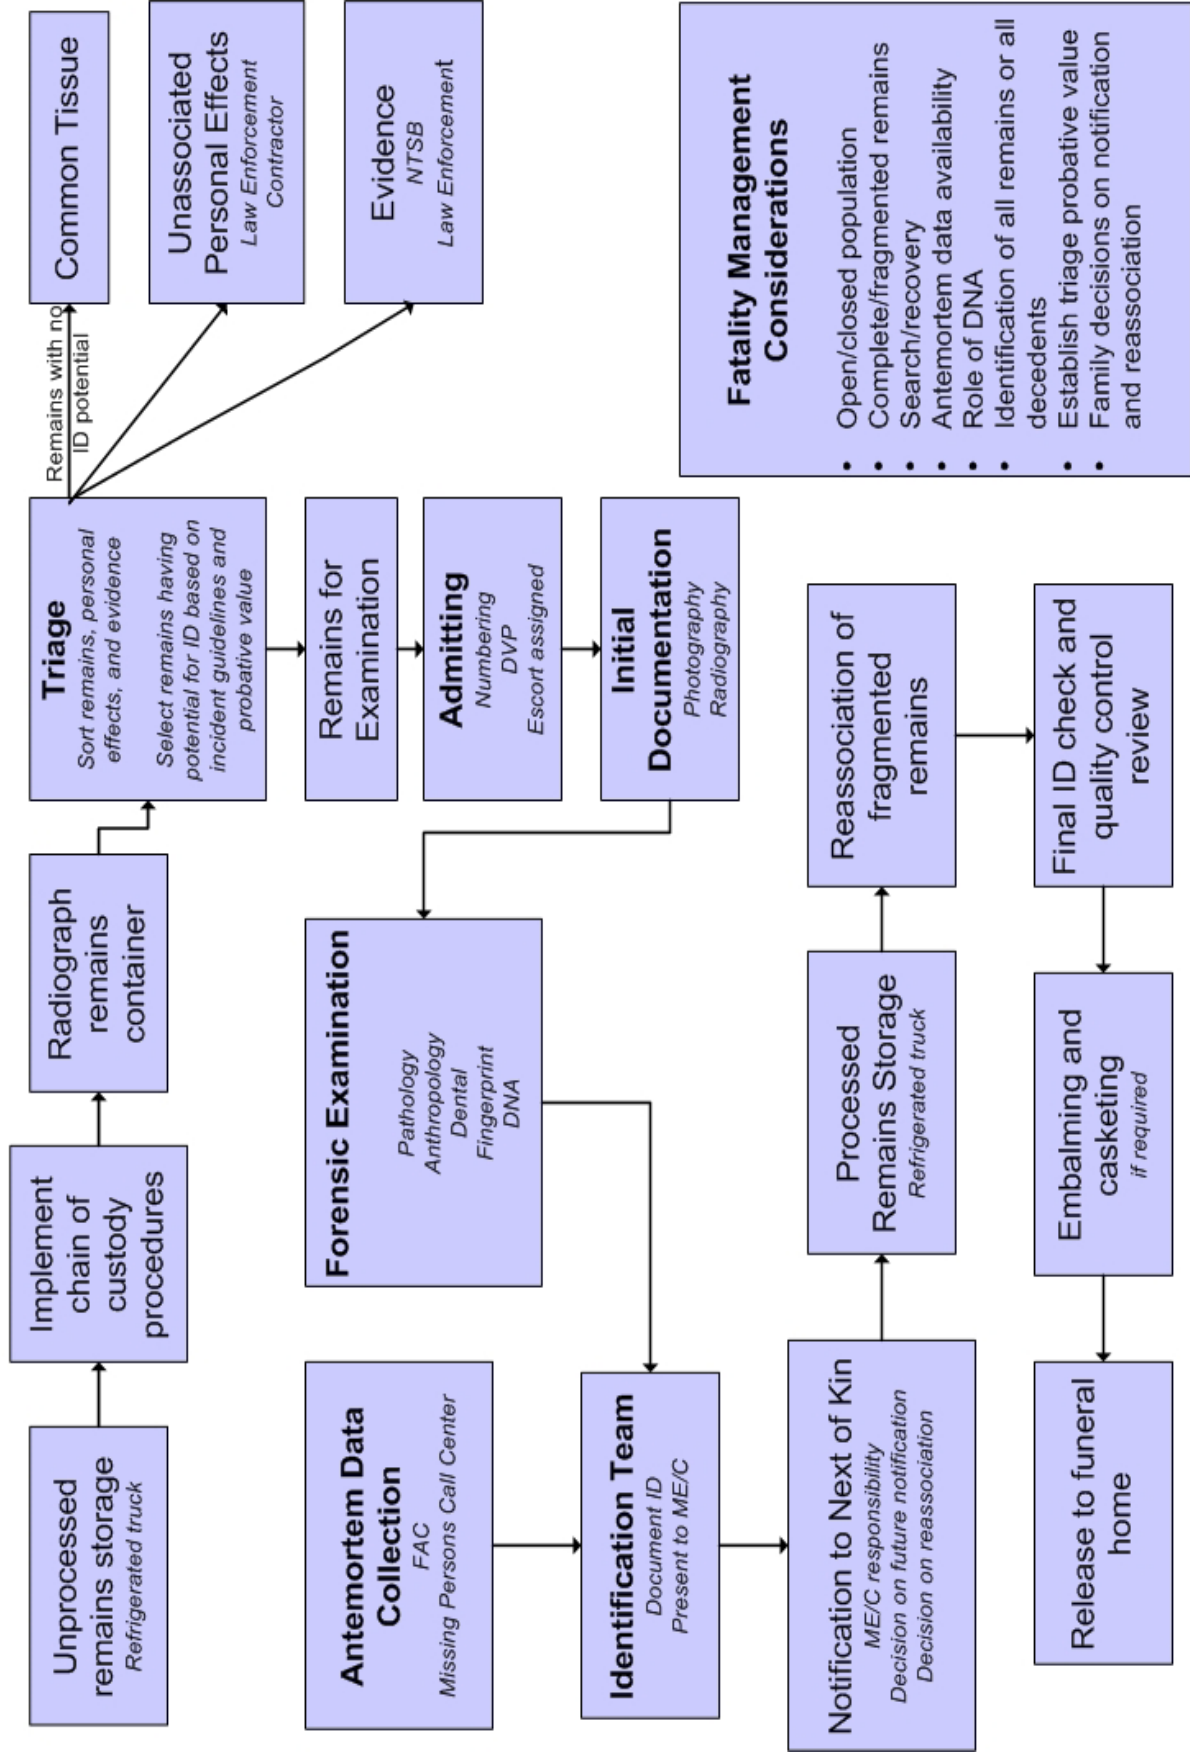 Unprocessed
remains storage
Refrigerated truck
Implement
chain of
custody
procedures
Radiograph
remains
container
Triage
Sort remains, personal
effects, and evidence
Select remains having
potential for ID based on
incident guidelines and
probative value
Remains with no
ID potential
Common Tissue
Unassociated
Personal Effects
Law Enforcement
Contractor
Evidence
NTSB
Law Enforcement
Remains for
Examination
Admitting
Numbering
DVP
Escort assigned
Initial
Documentation
Photography
Radiography
Forensic Examination
Pathology
Anthropology
Dental
Fingerprint
DNA
Antemortem Data
Collection
FAC
Missing Persons Call Center
Identification Team
Document ID
Present to ME/C
Notification to Next of Kin
ME/C responsibility
Decision on future notification
Decision on reassociation
Processed
Remains Storage
Refrigerated truck
Reassociation of
fragmented
remains
Final ID check and
quality control
review
Embalming and
casketing
if required
Release to funeral
home
Fatality Management
Considerations
• Open/closed population
• Complete/fragmented remains
• Search/recovery
• Antemortem data availability
• Role of DNA
• Identification of all remains or all
decedents
• Establish triage probative value
• Family decisions on notification
and reassociation